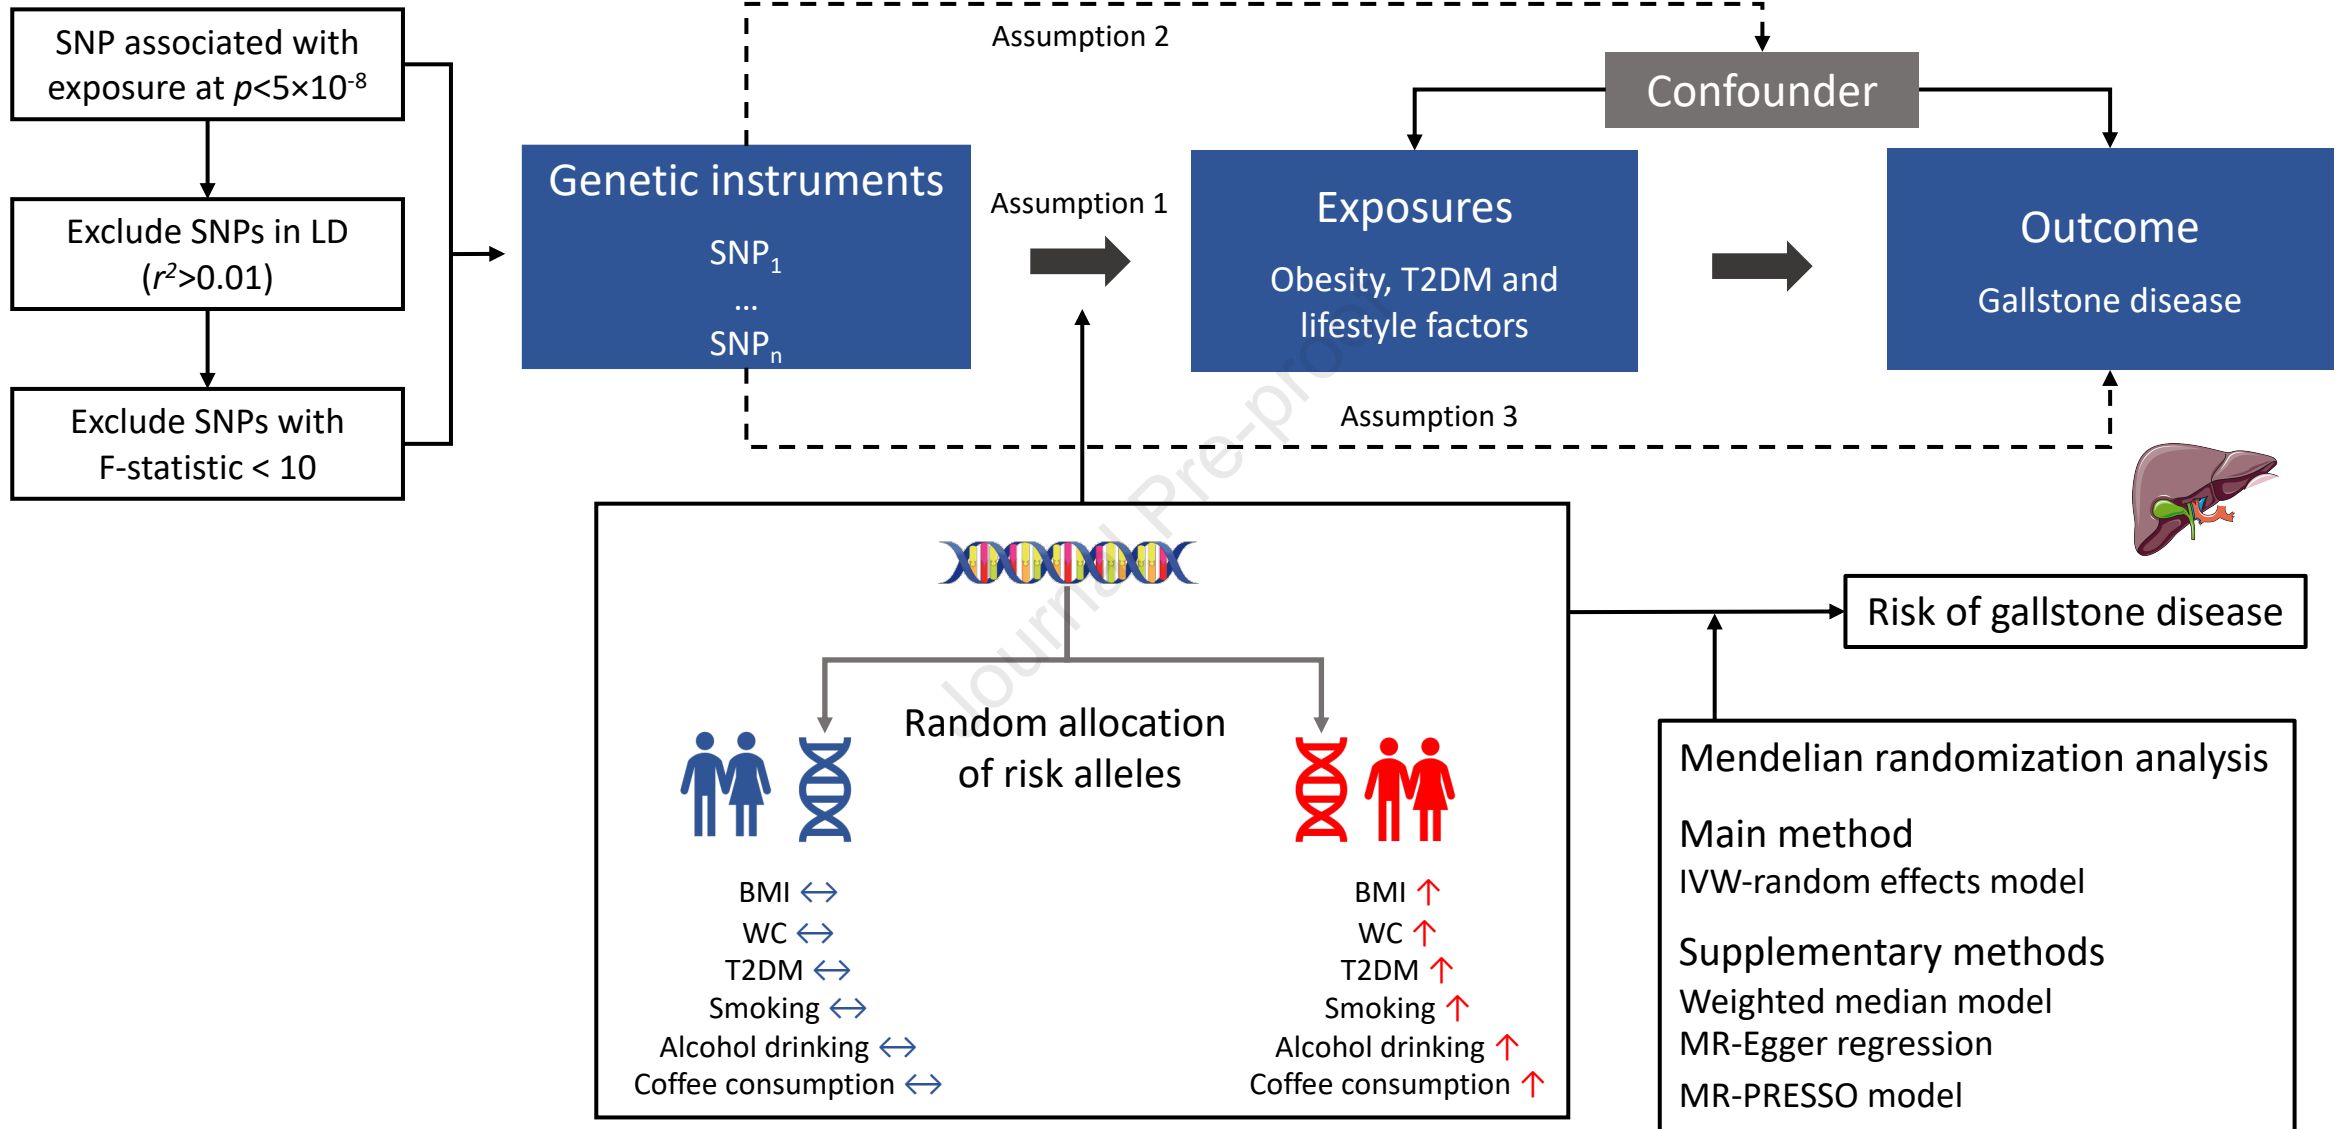 SNP associated with
exposure at p<5×10-8
Exclude SNPs in LD
(r2>0.01)
Exclude SNPs with
F-statistic < 10
Assumption 2
Genetic instruments
SNP1
...
SNPn
Assumption 1
Confounder
Exposures
Obesity, T2DM and
lifestyle factors
Outcome
Gallstone disease
Assumption 3
Journal Pre-proof
Random allocation
of risk alleles
BMI ↔
WC ↔
T2DM ↔
Smoking ↔
Alcohol drinking ↔
Coffee consumption ↔
BMI ↑
WC ↑
T2DM ↑
Smoking ↑
Alcohol drinking ↑
Coffee consumption ↑
Risk of gallstone disease
Mendelian randomization analysis
Main method
IVW-random effects model
Supplementary methods
Weighted median model
MR-Egger regression
MR-PRESSO model